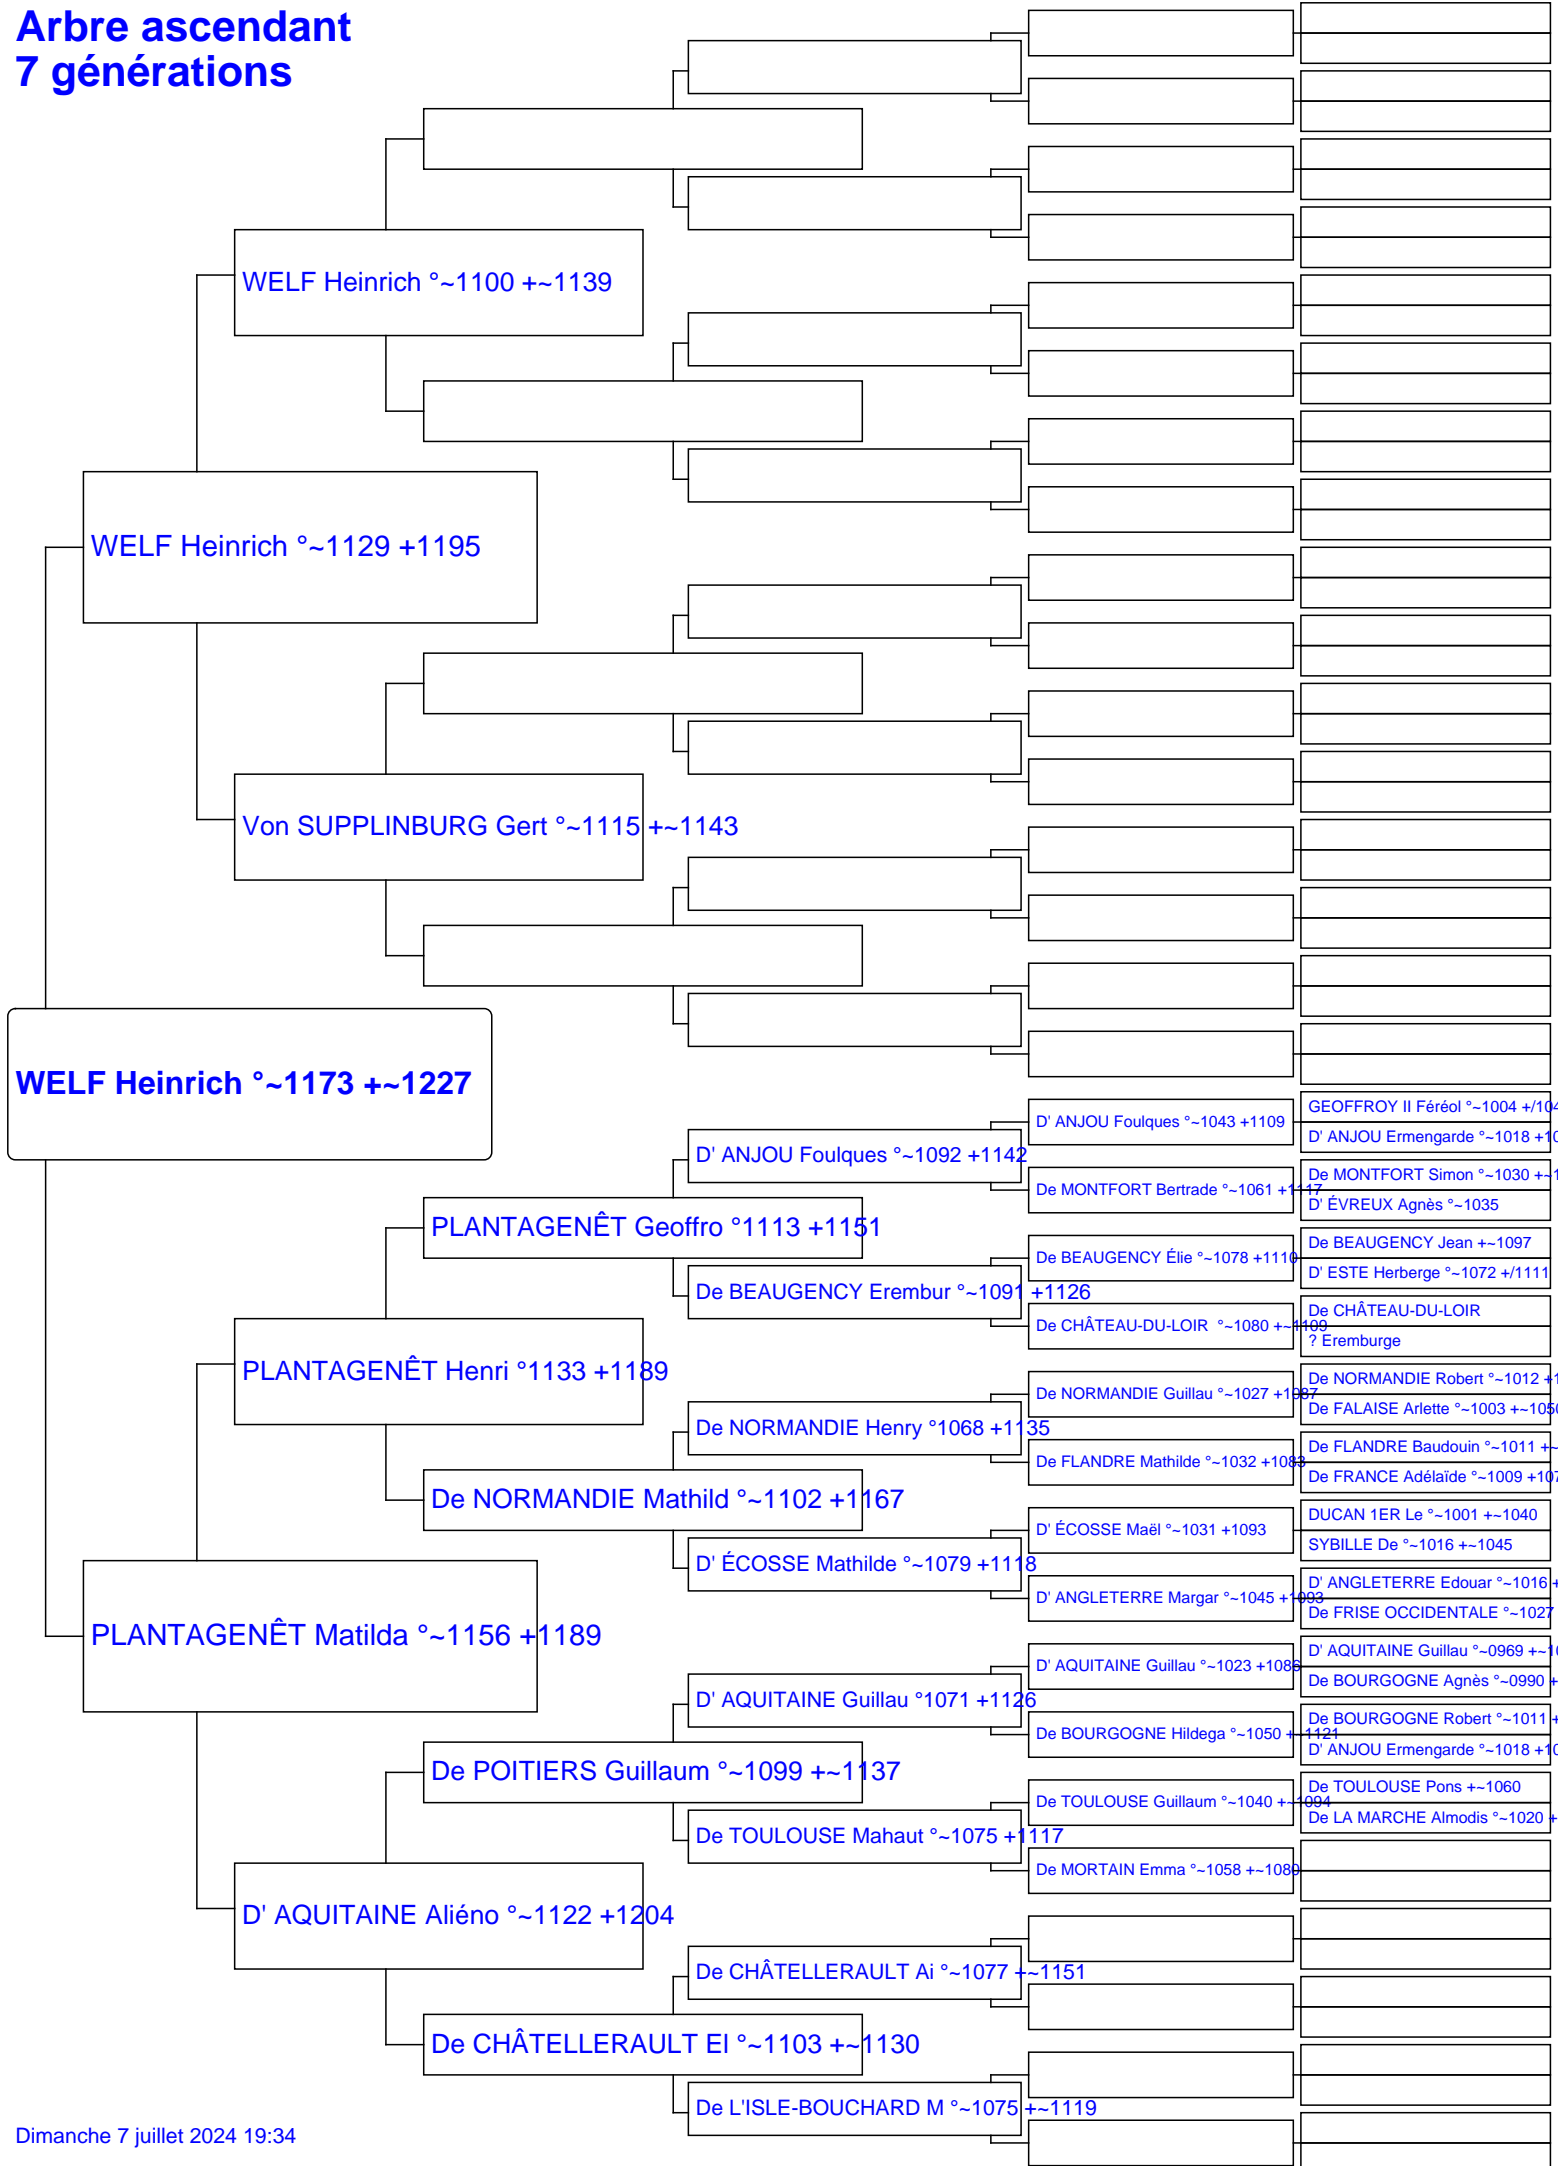 Arbre ascendant
7 générations
WELF Heinrich °~1100 +~1139
WELF Heinrich °~1129 +1195
Von SUPPLINBURG Gert °~1115 +~1143
WELF Heinrich °~1173 +~1227
GEOFFROY II Féréol °~1004 +/104
D' ANJOU Foulques °~1043 +1109
D' ANJOU Ermengarde °~1018 +10
D' ANJOU Foulques °~1092 +1142
De MONTFORT Simon °~1030 +~1
De MONTFORT Bertrade °~1061 +1117
D' ÉVREUX Agnès °~1035
PLANTAGENÊT Geoffro °1113 +1151
De BEAUGENCY Jean +~1097
De BEAUGENCY Élie °~1078 +1110
D' ESTE Herberge °~1072 +/1111
De BEAUGENCY Erembur °~1091 +1126
De CHÂTEAU-DU-LOIR
De CHÂTEAU-DU-LOIR °~1080 +~1109
? Eremburge
PLANTAGENÊT Henri °1133 +1189
De NORMANDIE Robert °~1012 +1
De NORMANDIE Guillau °~1027 +1087
De FALAISE Arlette °~1003 +~1050
De NORMANDIE Henry °1068 +1135
De FLANDRE Baudouin °~1011 +~
De FLANDRE Mathilde °~1032 +1083
De FRANCE Adélaïde °~1009 +107
De NORMANDIE Mathild °~1102 +1167
DUCAN 1ER Le °~1001 +~1040
D' ÉCOSSE Maël °~1031 +1093
SYBILLE De °~1016 +~1045
D' ÉCOSSE Mathilde °~1079 +1118
D' ANGLETERRE Edouar °~1016 +
D' ANGLETERRE Margar °~1045 +1093
De FRISE OCCIDENTALE °~1027
PLANTAGENÊT Matilda °~1156 +1189
D' AQUITAINE Guillau °~0969 +~10
D' AQUITAINE Guillau °~1023 +1086
De BOURGOGNE Agnès °~0990 +
D' AQUITAINE Guillau °1071 +1126
De BOURGOGNE Robert °~1011 +
De BOURGOGNE Hildega °~1050 +~1121
D' ANJOU Ermengarde °~1018 +10
De POITIERS Guillaum °~1099 +~1137
De TOULOUSE Pons +~1060
De TOULOUSE Guillaum °~1040 +~1094
De LA MARCHE Almodis °~1020 +
De TOULOUSE Mahaut °~1075 +1117
De MORTAIN Emma °~1058 +~1080
D' AQUITAINE Aliéno °~1122 +1204
De CHÂTELLERAULT Ai °~1077 +~1151
De CHÂTELLERAULT El °~1103 +~1130
De L'ISLE-BOUCHARD M °~1075 +~1119
Dimanche 7 juillet 2024 19:34